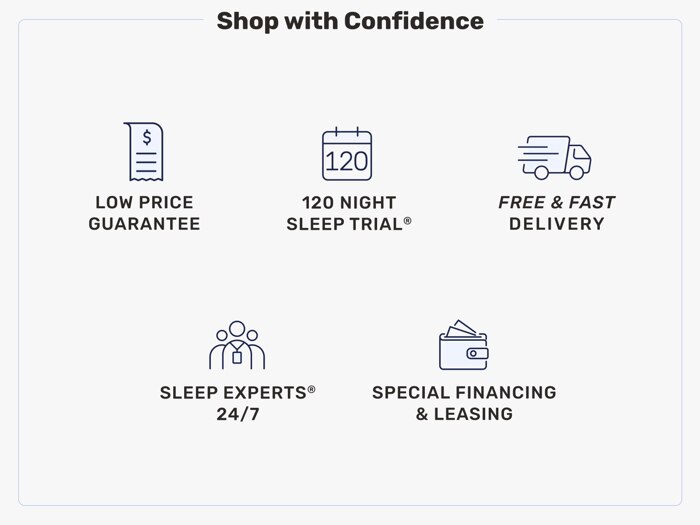 Shop with Confidence
$
LOW PRICE
GUARANTEE
120
120 NIGHT
SLEEP TRIAL®
FREE & FAST
DELIVERY
SLEEP EXPERTS®
24/7
SPECIAL FINANCING
& LEASING